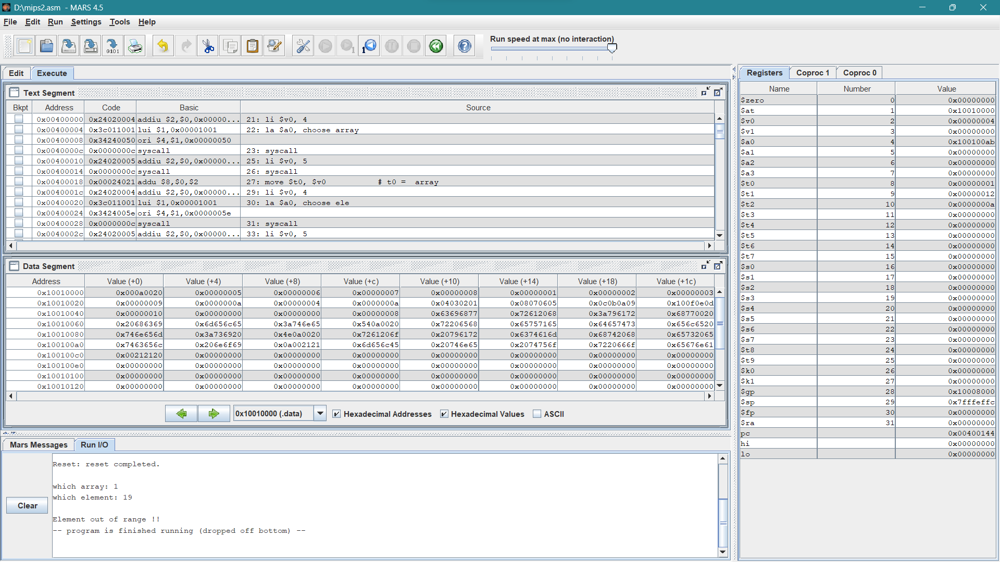 D:\mips2.asm - MARS 4.5
File Edit Run Settings Tools Help
Run speed at max (no interaction)
Edit Execute
Text Segment
Bkpt Address Code Basic Source
0x00400000 0x24020004 addiu $2,$0,0x00000... 21: li $v0, 4
0x00400004 0x3c011001 lui $1,0x00001001 22: la $a0, choose array
0x00400008 0x34240050 ori $4,$1,0x00000050
0x0040000c 0x0000000c syscall 23: syscall
0x00400010 0x24020005 addiu $2,$0,0x00000... 25: li $v0, 5
0x00400014 0x0000000c syscall 26: syscall
0x00400018 0x00024021 addu $8,$0,$2 27: move $t0, $v0 # t0 = array
0x0040001c 0x24020004 addiu $2,$0,0x00000... 29: li $v0, 4
0x00400020 0x3c011001 lui $1,0x00001001 30: la $a0, choose ele
0x00400024 0x3424005e ori $4,$1,0x0000005e
0x00400028 0x0000000c syscall 31: syscall
0x0040002c 0x24020005 addiu $2,$0,0x00000... 33: li $v0, 5
Data Segment
Address Value (+0) Value (+4) Value (+8) Value (+c) Value (+10) Value (+14) Value (+18) Value (+1c)
0x10010000 0x000a0020 0x00000005 0x00000006 0x00000007 0x00000008 0x00000001 0x00000002 0x00000003
0x10010020 0x00000009 0x0000000a 0x00000004 0x0000000a 0x04030201 0x08070605 0x0c0b0a09 0x100f0e0d
0x10010040 0x00000010 0x00000000 0x00000000 0x00000008 0x63696877 0x72612068 0x3a796172 0x68770020
0x10010060 0x20686369 0x6d656c65 0x3a746e65 0x540a0020 0x72206568 0x65757165 0x64657473 0x656c6520
0x10010080 0x746e656d 0x3a736920 0x4e0a0020 0x7261206f 0x20796172 0x6374616d 0x68742068 0x65732065
0x100100a0 0x7463656c 0x206e6f69 0x0a002121 0x6d656c45 0x20746e65 0x2074756f 0x7220666f 0x65676e61
0x100100c0 0x00212120 0x00000000 0x00000000 0x00000000 0x00000000 0x00000000 0x00000000 0x00000000
0x100100e0 0x00000000 0x00000000 0x00000000 0x00000000 0x00000000 0x00000000 0x00000000 0x00000000
0x10010100 0x00000000 0x00000000 0x00000000 0x00000000 0x00000000 0x00000000 0x00000000 0x00000000
0x10010120 0x00000000 0x00000000 0x00000000 0x00000000 0x00000000 0x00000000 0x00000000 0x00000000
0x10010000 (.data) Hexadecimal Addresses Hexadecimal Values ASCII
Mars Messages Run I/O
Clear
Reset: reset completed.
which array: 1
which element: 19
Element out of range !!
-- program is finished running (dropped off bottom) --
Registers Coproc 1 Coproc 0
Name Number Value
$zero 0 0x00000000
$at 1 0x10010000
$v0 2 0x00000004
$v1 3 0x00000000
$a0 4 0x100100ab
$a1 5 0x00000000
$a2 6 0x00000000
$a3 7 0x00000000
$t0 8 0x00000001
$t1 9 0x00000012
$t2 10 0x0000000a
$t3 11 0x00000000
$t4 12 0x00000000
$t5 13 0x00000000
$t6 14 0x00000000
$t7 15 0x00000000
$s0 16 0x00000000
$s1 17 0x00000000
$s2 18 0x00000000
$s3 19 0x00000000
$s4 20 0x00000000
$s5 21 0x00000000
$s6 22 0x00000000
$s7 23 0x00000000
$t8 24 0x00000000
$t9 25 0x00000000
$k0 26 0x00000000
$k1 27 0x00000000
$gp 28 0x10008000
$sp 29 0x7fffeffc
$fp 30 0x00000000
$ra 31 0x00000000
pc 0x00400144
hi 0x00000000
lo 0x00000000